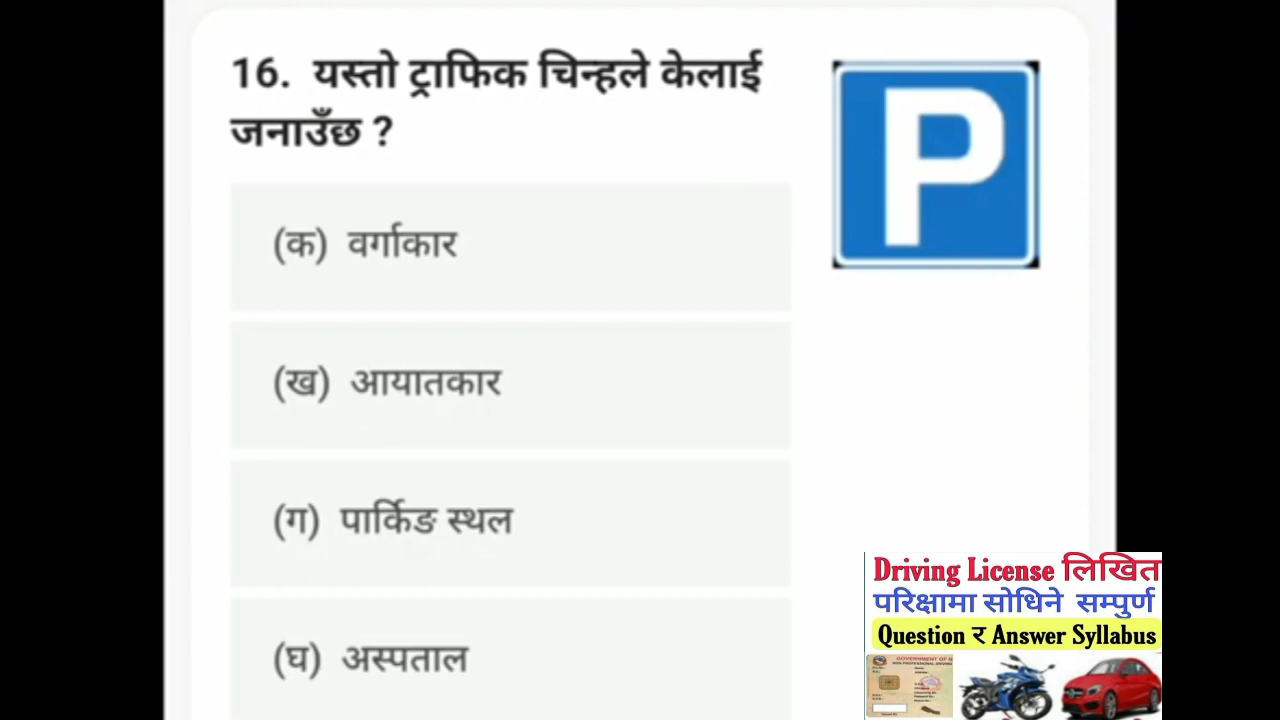 16. यस्तो ट्राफिक चिन्हले केलाई
जनाउँछ ?
P
(क) वर्गाकार
(ख) आयातकार
(ग) पार्किङ स्थल
(घ) अस्पताल
Driving License लिखित
परिक्षामा सोधिने सम्पुर्ण
Question र Answer Syllabus